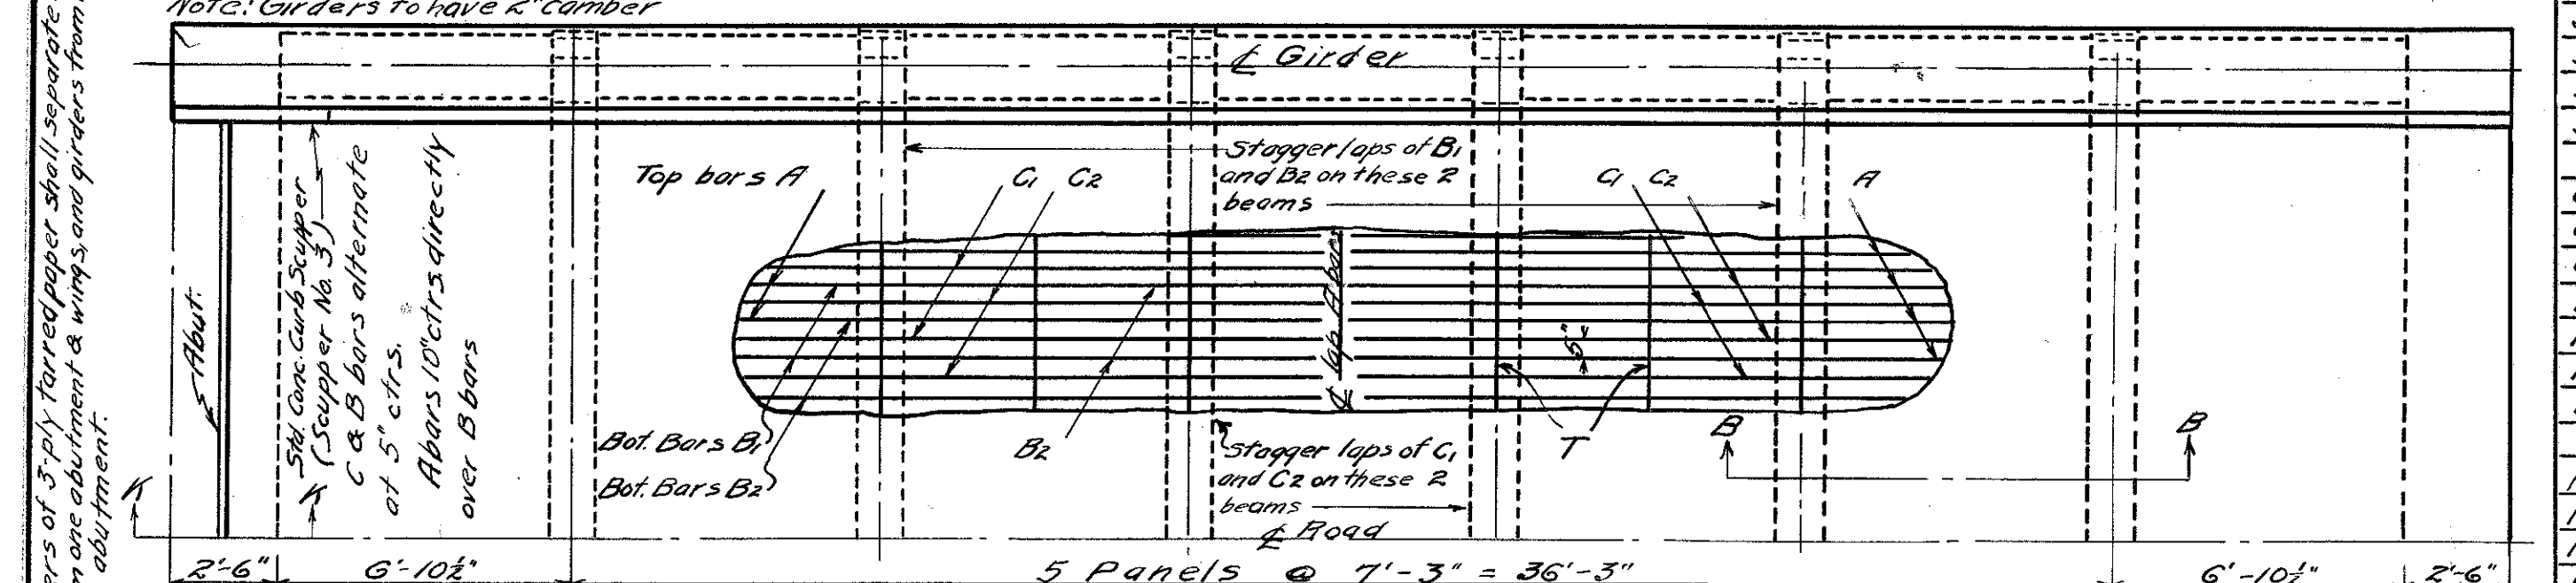 Note: Girders to have 2" camber
ers of 3-ply tarred paper shall separate
m one abutment & wings, and girders from
abutment.
℄ Girder
Std. Conc. Curb Scupper
(Scupper No. 3)
C & B bars alternate
at 5" ctrs.
A bars 10" ctrs. directly
over B bars
Abut.
Top bars A
C1 C2
Stagger laps of B1
and B2 on these 2
beams
C1 C2
A
℄ lap A bars
5"
Bot. Bars B1
Bot. Bars B2
B2
Stagger laps of C1
and C2 on these 2
beams
T
B B
K K
℄ Road
2'-6" 6'-10½" 5 Panels @ 7'-3" = 36'-3" 6'-10½" 2'-6"